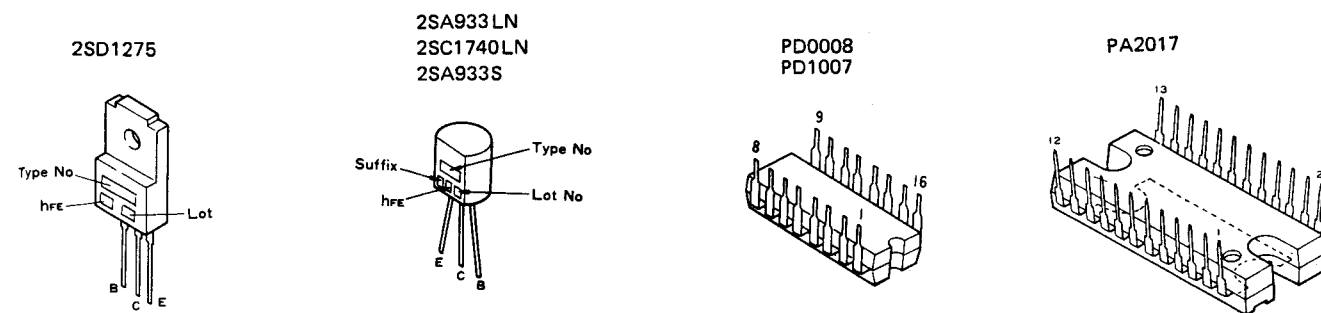 2SD1275
Type No
hFE
Lot
B
C
E
2SA933LN
2SC1740LN
2SA933S
Suffix
hFE
Type No
Lot No
E
C
B
PD0008
PD1007
9
8
16
1
PA2017
13
12
2
1